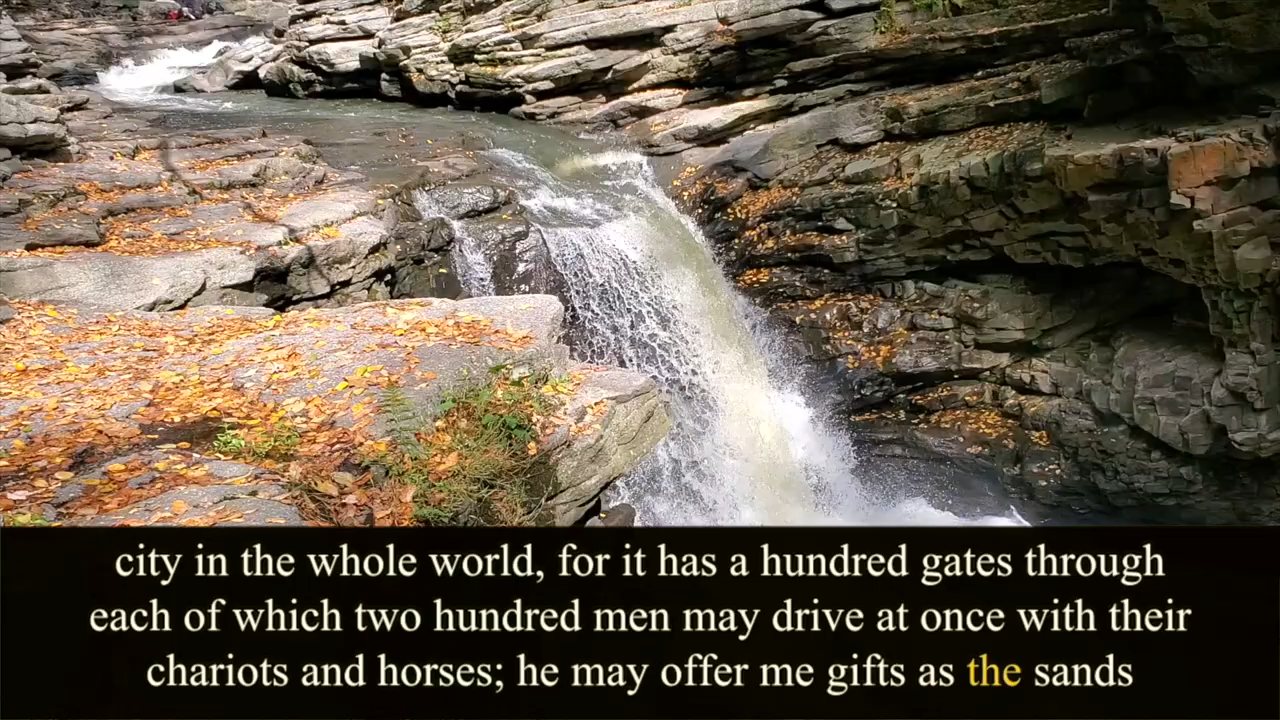 city in the whole world, for it has a hundred gates through
each of which two hundred men may drive at once with their
chariots and horses; he may offer me gifts as the sands